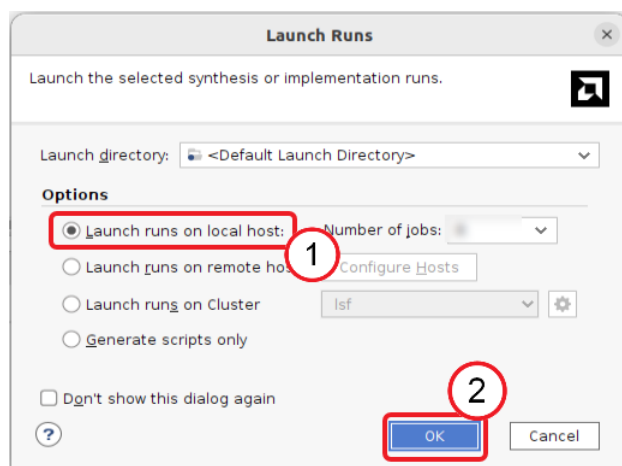 Launch Runs
Launch the selected synthesis or implementation runs.
Launch directory: <Default Launch Directory>
Options
Launch runs on local host: Number of jobs:
1
Launch runs on remote hos Configure Hosts
Launch runs on Cluster lsf
Generate scripts only
Don't show this dialog again
2
? OK Cancel